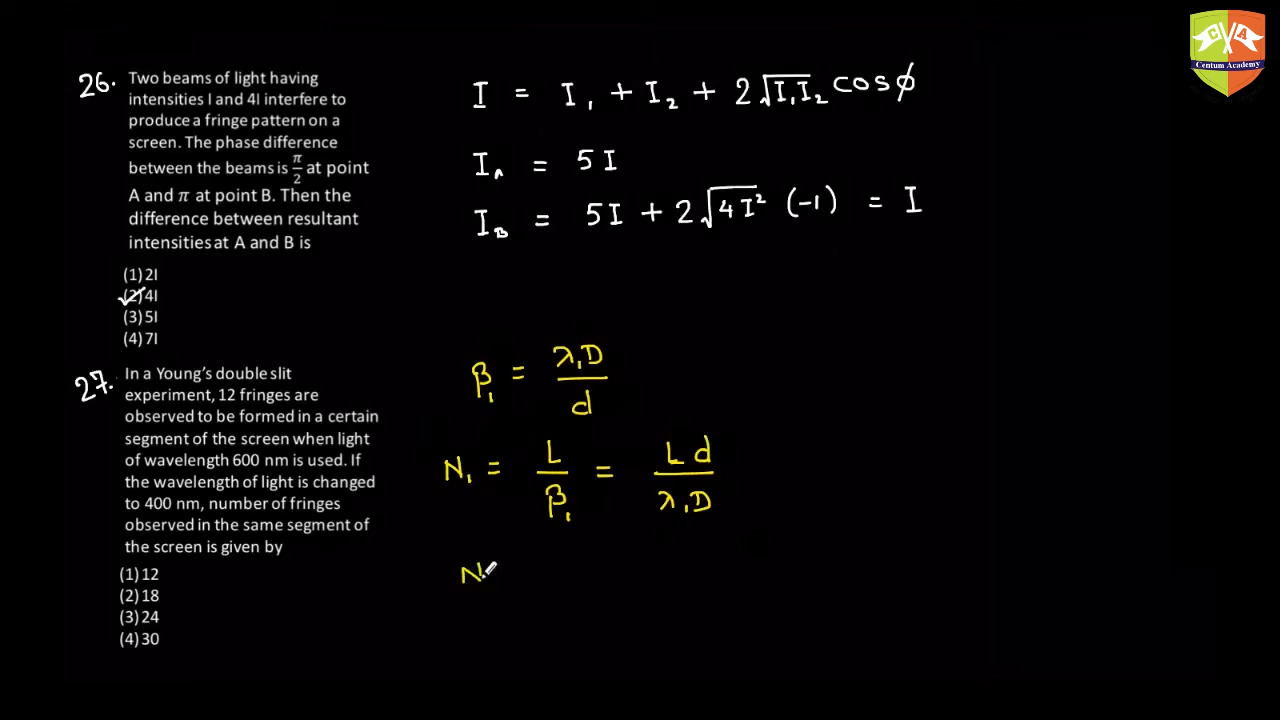 26. Two beams of light having
intensities I and 4I interfere to
produce a fringe pattern on a
screen. The phase difference
between the beams is π/2 at point
A and π at point B. Then the
difference between resultant
intensities at A and B is
(1) 2I
(2) 4I
(3) 5I
(4) 7I
I = I₁ + I₂ + 2√I₁I₂ cosϕ
I_A = 5I
I_B = 5I + 2√4I² (-1) = I
27. In a Young's double slit
experiment, 12 fringes are
observed to be formed in a certain
segment of the screen when light
of wavelength 600 nm is used. If
the wavelength of light is changed
to 400 nm, number of fringes
observed in the same segment of
the screen is given by
(1) 12
(2) 18
(3) 24
(4) 30
β₁ = λ₁D/d
N₁ = L/β₁ = Ld/λ₁D
N
C A
Centum Academy